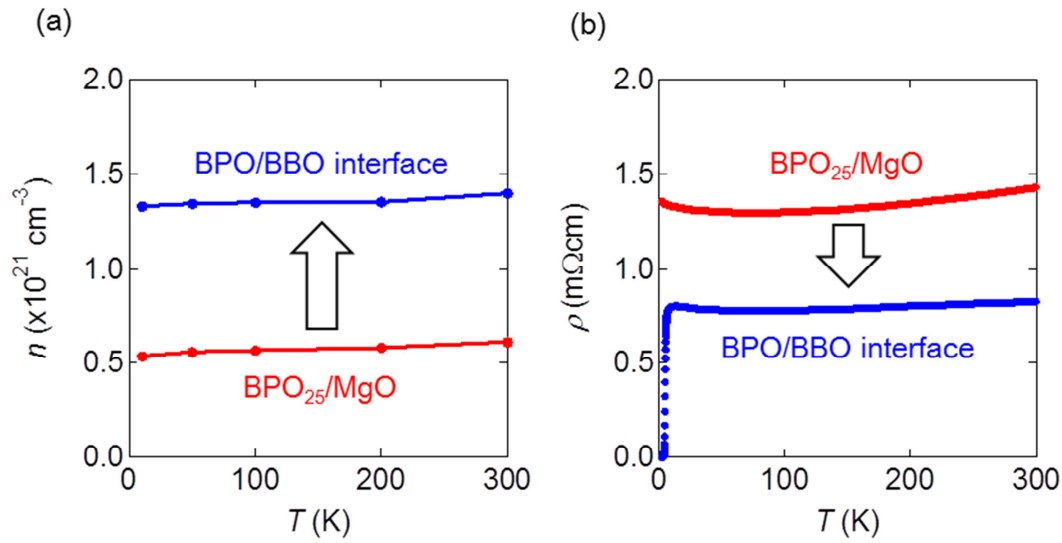 (a)
2.0
1.5
1.0
0.5
0.0
n (x10²¹ cm⁻³)
BPO/BBO interface
BPO₂₅/MgO
0 100 200 300
T (K)
(b)
2.0
1.5
1.0
0.5
0.0
ρ (mΩcm)
BPO₂₅/MgO
BPO/BBO interface
0 100 200 300
T (K)